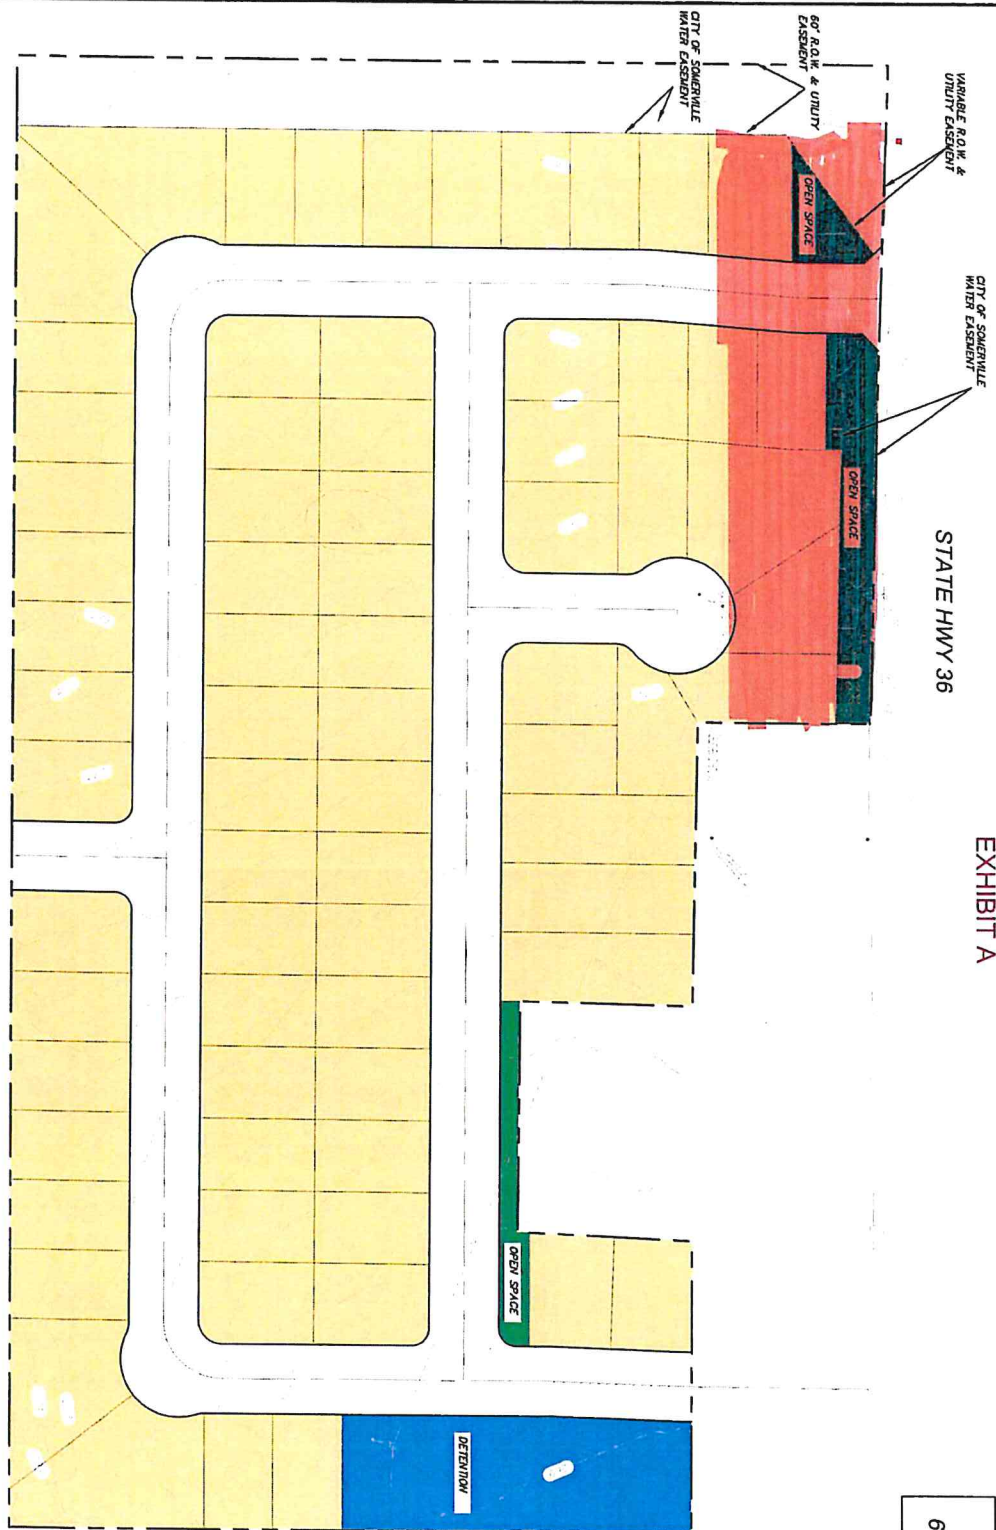 EXHIBIT A
STATE HWY 36
VARIABLE R.O.W. &
UTILITY EASEMENT
60' R.O.W. & UTILITY
EASEMENT
CITY OF SOMERVILLE
WATER EASEMENT
CITY OF SOMERVILLE
WATER EASEMENT
OPEN SPACE
OPEN SPACE
OPEN SPACE
DETENTION
6